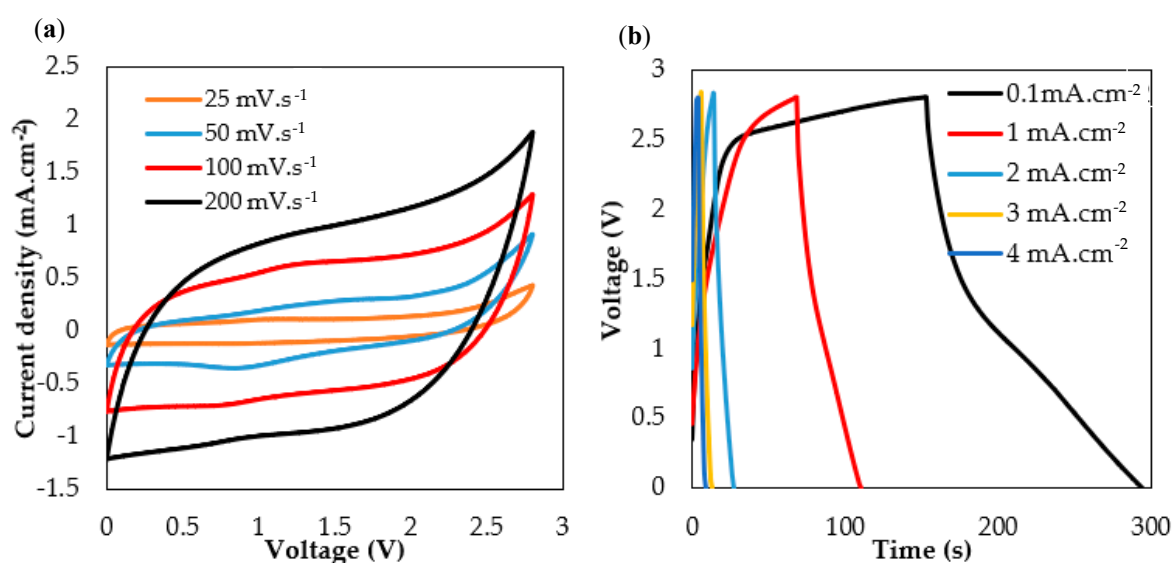 (a)
2.5
2
1.5
1
0.5
0
-0.5
-1
-1.5
0 0.5 1 1.5 2 2.5 3
Current density (mA.cm-2)
Voltage (V)
25 mV.s-1
50 mV.s-1
100 mV.s-1
200 mV.s-1
(b)
3
2.5
2
1.5
1
0.5
0
0 100 200 300
Voltage (V)
Time (s)
0.1mA.cm-2
1 mA.cm-2
2 mA.cm-2
3 mA.cm-2
4 mA.cm-2